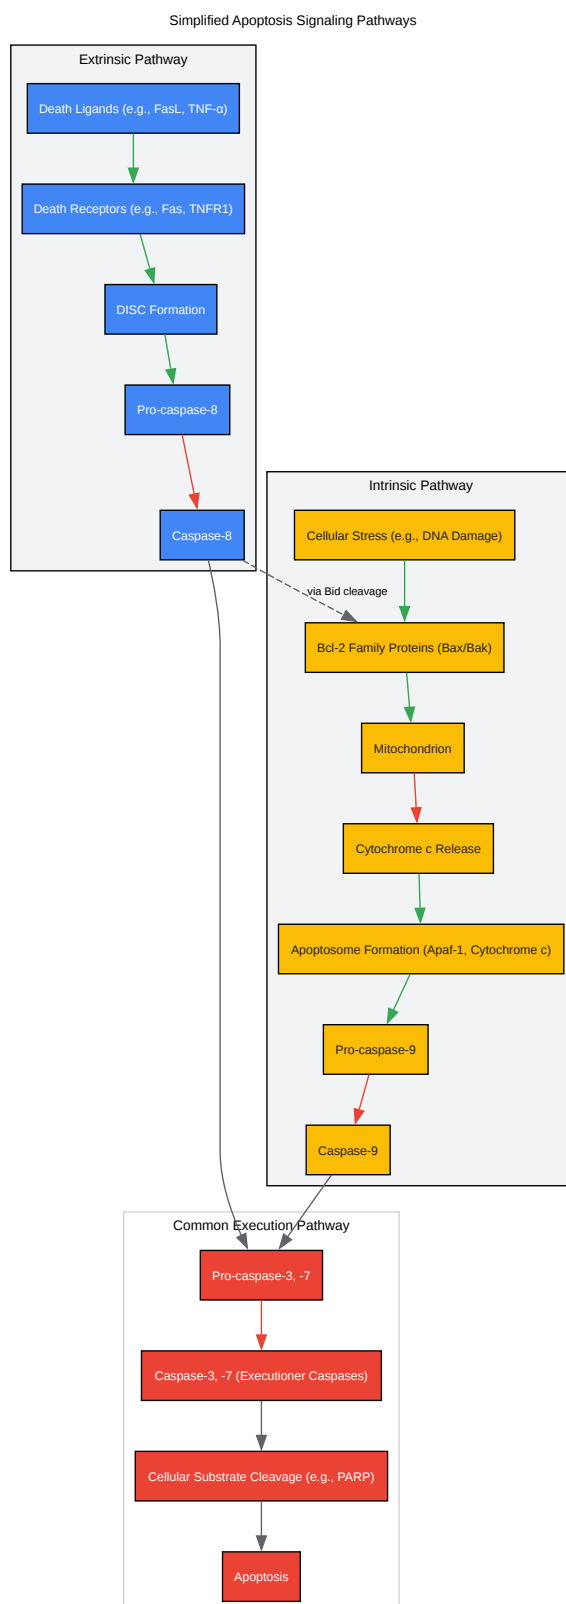 Simplified Apoptosis Signaling Pathways
Extrinsic Pathway
Death Ligands (e.g., FasL, TNF-α)
Death Receptors (e.g., Fas, TNFR1)
DISC Formation
Pro-caspase-8
Caspase-8
Intrinsic Pathway
Cellular Stress (e.g., DNA Damage)
via Bid cleavage
Bcl-2 Family Proteins (Bax/Bak)
Mitochondrion
Cytochrome c Release
Apoptosome Formation (Apaf-1, Cytochrome c)
Pro-caspase-9
Caspase-9
Common Execution Pathway
Pro-caspase-3, -7
Caspase-3, -7 (Executioner Caspases)
Cellular Substrate Cleavage (e.g., PARP)
Apoptosis